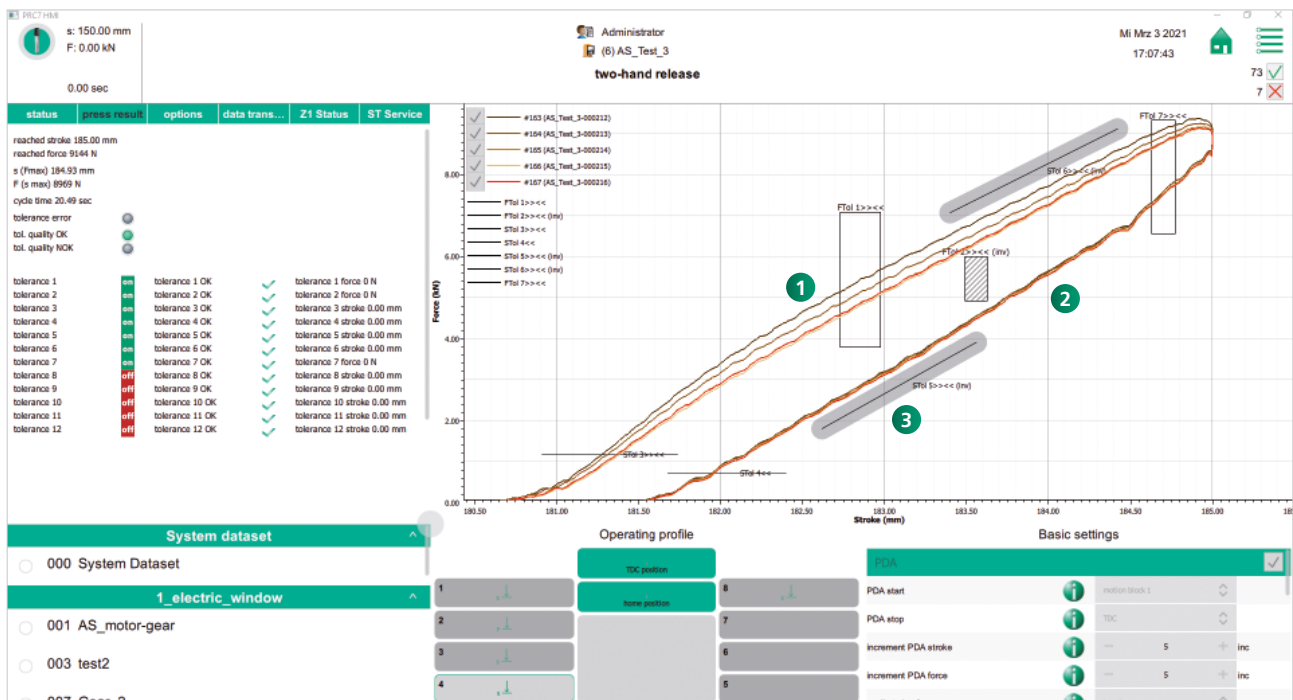 PRCT HMI
s: 150.00 mm
F: 0.00 kN
0.00 sec
Administrator
(6) AS_Test_3
two-hand release
Mi Mrz 3 2021
17:07:43
73
7
status press result options data trans... Z1 Status ST Service
reached stroke 185.00 mm
reached force 9144 N
s (Fmax) 184.93 mm
F (s max) 8969 N
cycle time 20.49 sec
tolerance error
tol. quality OK
tol. quality NOK
tolerance 1 on tolerance 1 OK tolerance 1 force 0 N
tolerance 2 on tolerance 2 OK tolerance 2 force 0 N
tolerance 3 on tolerance 3 OK tolerance 3 stroke 0.00 mm
tolerance 4 on tolerance 4 OK tolerance 4 stroke 0.00 mm
tolerance 5 on tolerance 5 OK tolerance 5 stroke 0.00 mm
tolerance 6 on tolerance 6 OK tolerance 6 stroke 0.00 mm
tolerance 7 on tolerance 7 OK tolerance 7 force 0 N
tolerance 8 off tolerance 8 OK tolerance 8 stroke 0.00 mm
tolerance 9 off tolerance 9 OK tolerance 9 stroke 0.00 mm
tolerance 10 off tolerance 10 OK tolerance 10 stroke 0.00 mm
tolerance 11 off tolerance 11 OK tolerance 11 stroke 0.00 mm
tolerance 12 off tolerance 12 OK tolerance 12 stroke 0.00 mm
#163 (AS_Test_3-000212)
#164 (AS_Test_3-000213)
#165 (AS_Test_3-000214)
#166 (AS_Test_3-000215)
#167 (AS_Test_3-000216)
FTol 1>><<
FTol 2>><< (inv)
STol 3>><<
STol 4<<
STol 5>><< (inv)
STol 6>><< (inv)
FTol 7>><<
FTol 7>><<
STol 6>><< (inv)
FTol 1>><<
FTol 2>><< (inv)
1
2
STol 5>><< (inv)
3
STol 3>><<
STol 4<<
Force (kN)
8.00
6.00
4.00
2.00
0.00
180.50 181.00 181.50 182.00 182.50 183.00 183.50 184.00 184.50 185.00
Stroke (mm)
System dataset
000 System Dataset
1_electric_window
001 AS_motor-gear
003 test2
Operating profile
TDC position
home position
1
2
3
4
8
7
6
5
Basic settings
PDA
PDA start motion block 1
PDA stop TDC
increment PDA stroke 5 inc
increment PDA force 5 inc